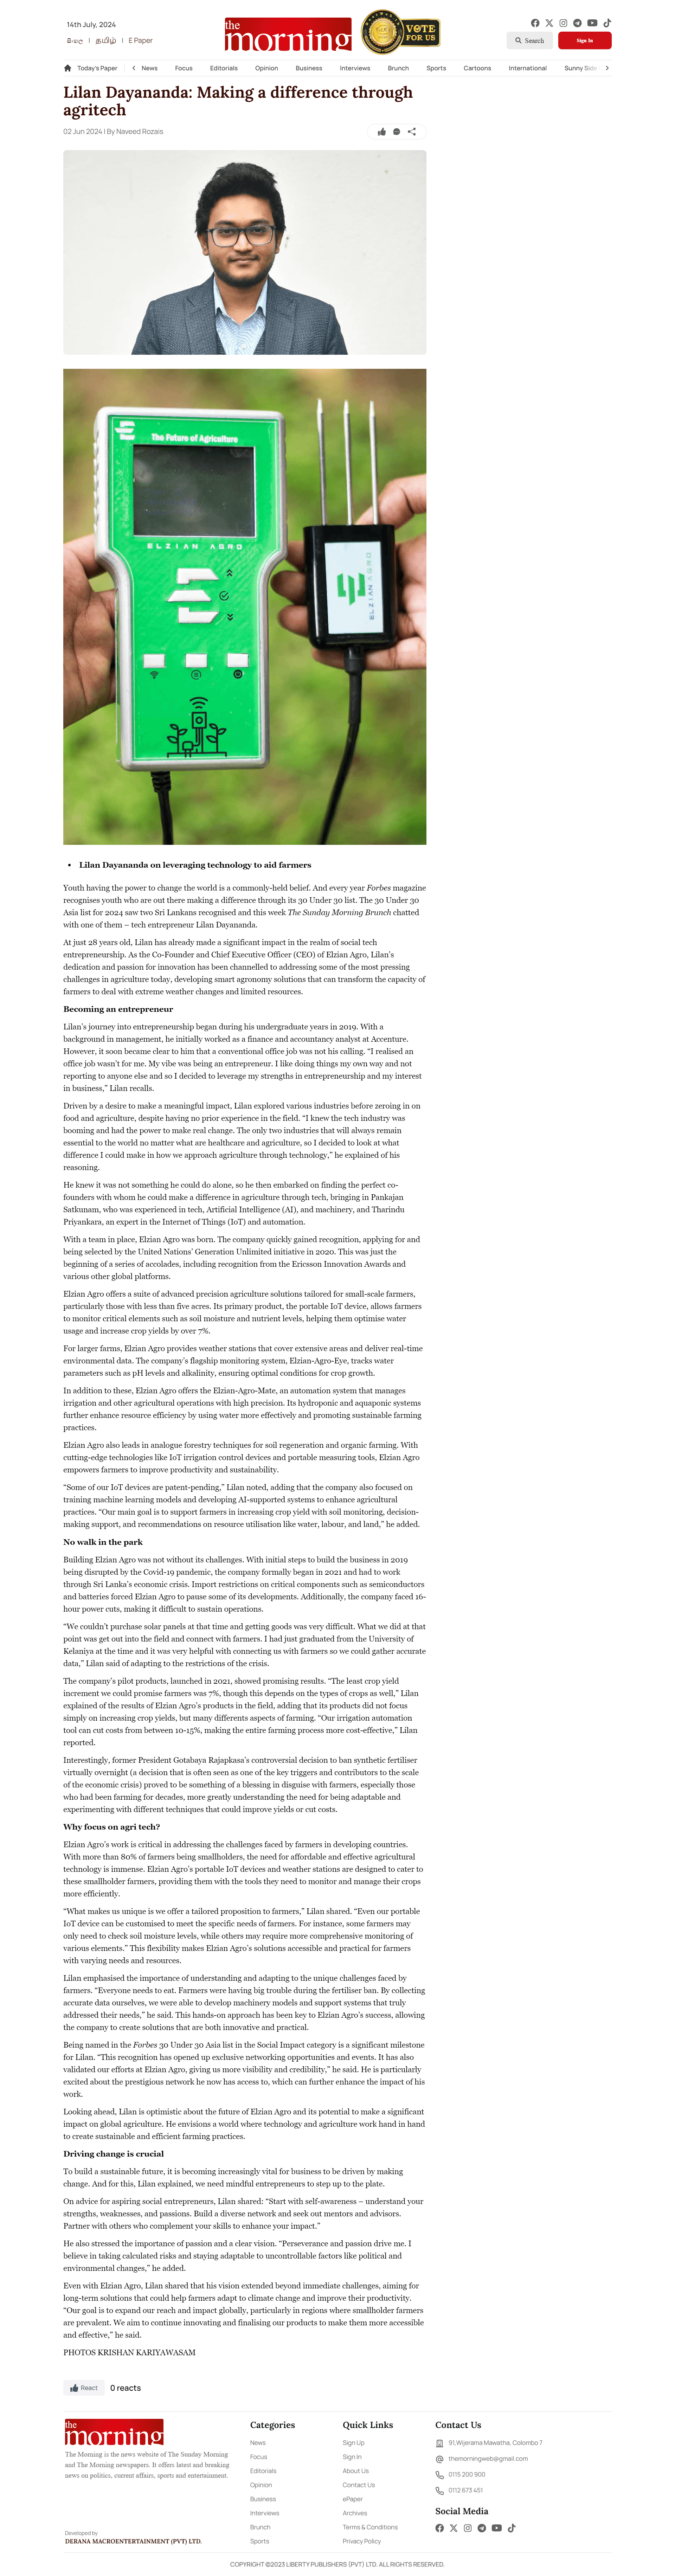 14th July, 2024
සිංහල | தமிழ் | E Paper
the
morning
VOTE
FOR US
Search
Sign In
Today's Paper
News
Focus
Editorials
Opinion
Business
Interviews
Brunch
Sports
Cartoons
International
Sunny Side
Lilan Dayananda: Making a difference through
agritech
02 Jun 2024 | By Naveed Rozais
The Future of Agriculture
ELZIAN AGRO
ELZIAN AGRO
• Lilan Dayananda on leveraging technology to aid farmers
Youth having the power to change the world is a commonly-held belief. And every year Forbes magazine
recognises youth who are out there making a difference through its 30 Under 30 list. The 30 Under 30
Asia list for 2024 saw two Sri Lankans recognised and this week The Sunday Morning Brunch chatted
with one of them – tech entrepreneur Lilan Dayananda.
At just 28 years old, Lilan has already made a significant impact in the realm of social tech
entrepreneurship. As the Co-Founder and Chief Executive Officer (CEO) of Elzian Agro, Lilan's
dedication and passion for innovation has been channelled to addressing some of the most pressing
challenges in agriculture today, developing smart agronomy solutions that can transform the capacity of
farmers to deal with extreme weather changes and limited resources.
Becoming an entrepreneur
Lilan's journey into entrepreneurship began during his undergraduate years in 2019. With a
background in management, he initially worked as a finance and accountancy analyst at Accenture.
However, it soon became clear to him that a conventional office job was not his calling. “I realised an
office job wasn't for me. My vibe was being an entrepreneur. I like doing things my own way and not
reporting to anyone else and so I decided to leverage my strengths in entrepreneurship and my interest
in business,” Lilan recalls.
Driven by a desire to make a meaningful impact, Lilan explored various industries before zeroing in on
food and agriculture, despite having no prior experience in the field. “I knew the tech industry was
booming and had the power to make real change. The only two industries that will always remain
essential to the world no matter what are healthcare and agriculture, so I decided to look at what
difference I could make in how we approach agriculture through technology,” he explained of his
reasoning.
He knew it was not something he could do alone, so he then embarked on finding the perfect co-
founders with whom he could make a difference in agriculture through tech, bringing in Pankajan
Satkunam, who was experienced in tech, Artificial Intelligence (AI), and machinery, and Tharindu
Priyankara, an expert in the Internet of Things (IoT) and automation.
With a team in place, Elzian Agro was born. The company quickly gained recognition, applying for and
being selected by the United Nations' Generation Unlimited initiative in 2020. This was just the
beginning of a series of accolades, including recognition from the Ericsson Innovation Awards and
various other global platforms.
Elzian Agro offers a suite of advanced precision agriculture solutions tailored for small-scale farmers,
particularly those with less than five acres. Its primary product, the portable IoT device, allows farmers
to monitor critical elements such as soil moisture and nutrient levels, helping them optimise water
usage and increase crop yields by over 7%.
For larger farms, Elzian Agro provides weather stations that cover extensive areas and deliver real-time
environmental data. The company's flagship monitoring system, Elzian-Agro-Eye, tracks water
parameters such as pH levels and alkalinity, ensuring optimal conditions for crop growth.
In addition to these, Elzian Agro offers the Elzian-Agro-Mate, an automation system that manages
irrigation and other agricultural operations with high precision. Its hydroponic and aquaponic systems
further enhance resource efficiency by using water more effectively and promoting sustainable farming
practices.
Elzian Agro also leads in analogue forestry techniques for soil regeneration and organic farming. With
cutting-edge technologies like IoT irrigation control devices and portable measuring tools, Elzian Agro
empowers farmers to improve productivity and sustainability.
“Some of our IoT devices are patent-pending,” Lilan noted, adding that the company also focused on
training machine learning models and developing AI-supported systems to enhance agricultural
practices. “Our main goal is to support farmers in increasing crop yield with soil monitoring, decision-
making support, and recommendations on resource utilisation like water, labour, and land,” he added.
No walk in the park
Building Elzian Agro was not without its challenges. With initial steps to build the business in 2019
being disrupted by the Covid-19 pandemic, the company formally began in 2021 and had to work
through Sri Lanka's economic crisis. Import restrictions on critical components such as semiconductors
and batteries forced Elzian Agro to pause some of its developments. Additionally, the company faced 16-
hour power cuts, making it difficult to sustain operations.
“We couldn't purchase solar panels at that time and getting goods was very difficult. What we did at that
point was get out into the field and connect with farmers. I had just graduated from the University of
Kelaniya at the time and it was very helpful with connecting us with farmers so we could gather accurate
data,” Lilan said of adapting to the restrictions of the crisis.
The company's pilot products, launched in 2021, showed promising results. “The least crop yield
increment we could promise farmers was 7%, though this depends on the types of crops as well,” Lilan
explained of the results of Elzian Agro's products in the field, adding that its products did not focus
simply on increasing crop yields, but many differents aspects of farming. “Our irrigation automation
tool can cut costs from between 10-15%, making the entire farming process more cost-effective,” Lilan
reported.
Interestingly, former President Gotabaya Rajapksa's controversial decision to ban synthetic fertiliser
virtually overnight (a decision that is often seen as one of the key triggers and contributors to the scale
of the economic crisis) proved to be something of a blessing in disguise with farmers, especially those
who had been farming for decades, more greatly understanding the need for being adaptable and
experimenting with different techniques that could improve yields or cut costs.
Why focus on agri tech?
Elzian Agro's work is critical in addressing the challenges faced by farmers in developing countries.
With more than 80% of farmers being smallholders, the need for affordable and effective agricultural
technology is immense. Elzian Agro's portable IoT devices and weather stations are designed to cater to
these smallholder farmers, providing them with the tools they need to monitor and manage their crops
more efficiently.
“What makes us unique is we offer a tailored proposition to farmers,” Lilan shared. “Even our portable
IoT device can be customised to meet the specific needs of farmers. For instance, some farmers may
only need to check soil moisture levels, while others may require more comprehensive monitoring of
various elements.” This flexibility makes Elzian Agro's solutions accessible and practical for farmers
with varying needs and resources.
Lilan emphasised the importance of understanding and adapting to the unique challenges faced by
farmers. “Everyone needs to eat. Farmers were having big trouble during the fertiliser ban. By collecting
accurate data ourselves, we were able to develop machinery models and support systems that truly
addressed their needs,” he said. This hands-on approach has been key to Elzian Agro's success, allowing
the company to create solutions that are both innovative and practical.
Being named in the Forbes 30 Under 30 Asia list in the Social Impact category is a significant milestone
for Lilan. “This recognition has opened up exclusive networking opportunities and events. It has also
validated our efforts at Elzian Agro, giving us more visibility and credibility,” he said. He is particularly
excited about the prestigious network he now has access to, which can further enhance the impact of his
work.
Looking ahead, Lilan is optimistic about the future of Elzian Agro and its potential to make a significant
impact on global agriculture. He envisions a world where technology and agriculture work hand in hand
to create sustainable and efficient farming practices.
Driving change is crucial
To build a sustainable future, it is becoming increasingly vital for business to be driven by making
change. And for this, Lilan explained, we need mindful entrepreneurs to step up to the plate.
On advice for aspiring social entrepreneurs, Lilan shared: “Start with self-awareness – understand your
strengths, weaknesses, and passions. Build a diverse network and seek out mentors and advisors.
Partner with others who complement your skills to enhance your impact.”
He also stressed the importance of passion and a clear vision. “Perseverance and passion drive me. I
believe in taking calculated risks and staying adaptable to uncontrollable factors like political and
environmental changes,” he added.
Even with Elzian Agro, Lilan shared that his vision extended beyond immediate challenges, aiming for
long-term solutions that could help farmers adapt to climate change and improve their productivity.
“Our goal is to expand our reach and impact globally, particularly in regions where smallholder farmers
are prevalent. We aim to continue innovating and finalising our products to make them more accessible
and effective,” he said.
PHOTOS KRISHAN KARIYAWASAM
React
0 reacts
the
morning
The Morning is the news website of The Sunday Morning
and The Morning newspapers. It offers latest and breaking
news on politics, current affairs, sports and entertainment.
Developed by
DERANA MACROENTERTAINMENT (PVT) LTD.
Categories
News
Focus
Editorials
Opinion
Business
Interviews
Brunch
Sports
Quick Links
Sign Up
Sign In
About Us
Contact Us
ePaper
Archives
Terms & Conditions
Privacy Policy
Contact Us
91,Wijerama Mawatha, Colombo 7
themorningweb@gmail.com
0115 200 900
0112 673 451
Social Media
COPYRIGHT ©2023 LIBERTY PUBLISHERS (PVT) LTD. ALL RIGHTS RESERVED.